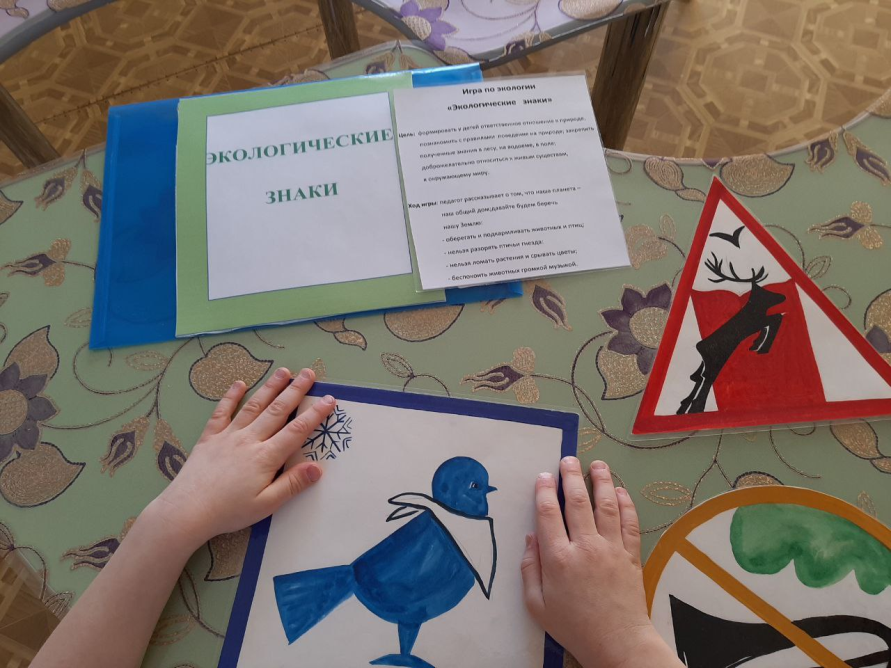 ЭКОЛОГИЧЕСКИЕ
ЗНАКИ
Игра по экологии
«Экологические знаки»
Цель: формировать у детей ответственное отношение к природе,
познакомить с правилами поведения на природе; закрепить
полученные знания в лесу, на водоеме, в поле;
доброжелательно относиться к живым существам,
к окружающему миру.
Ход игры: педагог рассказывает о том, что наша планета –
наш общий дом,давайте будем беречь
нашу Землю:
- оберегать и подкармливать животных и птиц;
- нельзя разорять птичьи гнезда;
- нельзя ломать растения и срывать цветы;
- беспокоить животных громкой музыкой.